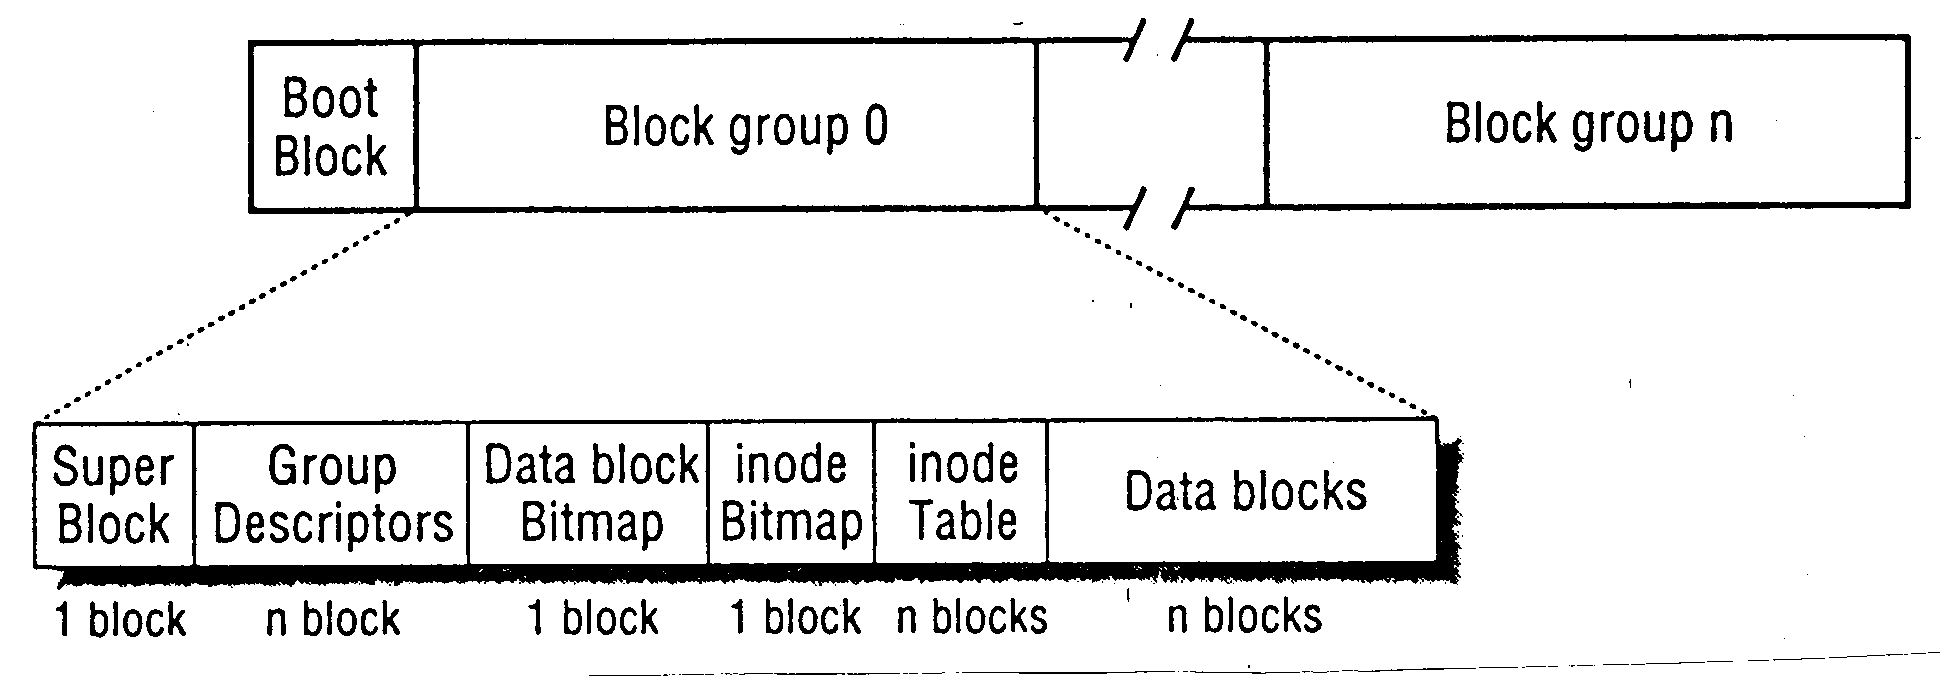 Boot
Block
Block group 0
Block group n
Super
Block
Group
Descriptors
Data block
Bitmap
inode
Bitmap
inode
Table
Data blocks
1 block
n block
1 block
1 block
n blocks
n blocks